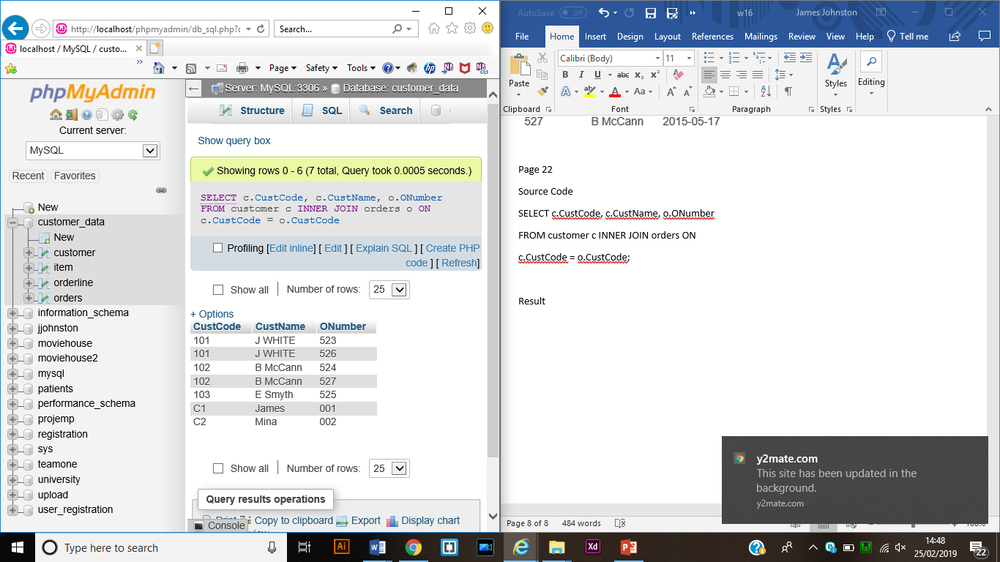 http://localhost/phpmyadmin/db_sql.php?c
Search...
localhost / MySQL / custo...
Page
Safety
Tools
phpMyAdmin
Current server:
MySQL
Recent
Favorites
New
customer_data
New
customer
item
orderline
orders
information_schema
jjohnston
moviehouse
moviehouse2
mysql
patients
performance_schema
projemp
registration
sys
teamone
university
upload
user_registration
Server: MySQL:3306 » Database: customer_data
Structure
SQL
Search
Show query box
Showing rows 0 - 6 (7 total, Query took 0.0005 seconds.)
SELECT c.CustCode, c.CustName, o.ONumber
FROM customer c INNER JOIN orders o ON
c.CustCode = o.CustCode
Profiling [Edit inline] [ Edit ] [ Explain SQL ] [ Create PHP
code ] [ Refresh]
Show all | Number of rows: 25
+ Options
CustCode CustName ONumber
101 J WHITE 523
101 J WHITE 526
102 B McCann 524
102 B McCann 527
103 E Smyth 525
C1 James 001
C2 Mina 002
Show all | Number of rows: 25
Query results operations
Copy to clipboard Export Display chart
Console
AutoSave Off
w16
James Johnston
File Home Insert Design Layout References Mailings Review View Help Tell me
Paste
Clipboard
Calibri (Body) 11
B I U abc x₂ x²
A A Aa A A
Font
Paragraph
Styles
Styles
Editing
527 B McCann 2015-05-17
Page 22
Source Code
SELECT c.CustCode, c.CustName, o.ONumber
FROM customer c INNER JOIN orders ON
c.CustCode = o.CustCode;
Result
y2mate.com
This site has been updated in the
background.
y2mate.com
Page 8 of 8 484 words
Type here to search
Ai
Xd
14:48
25/02/2019
22